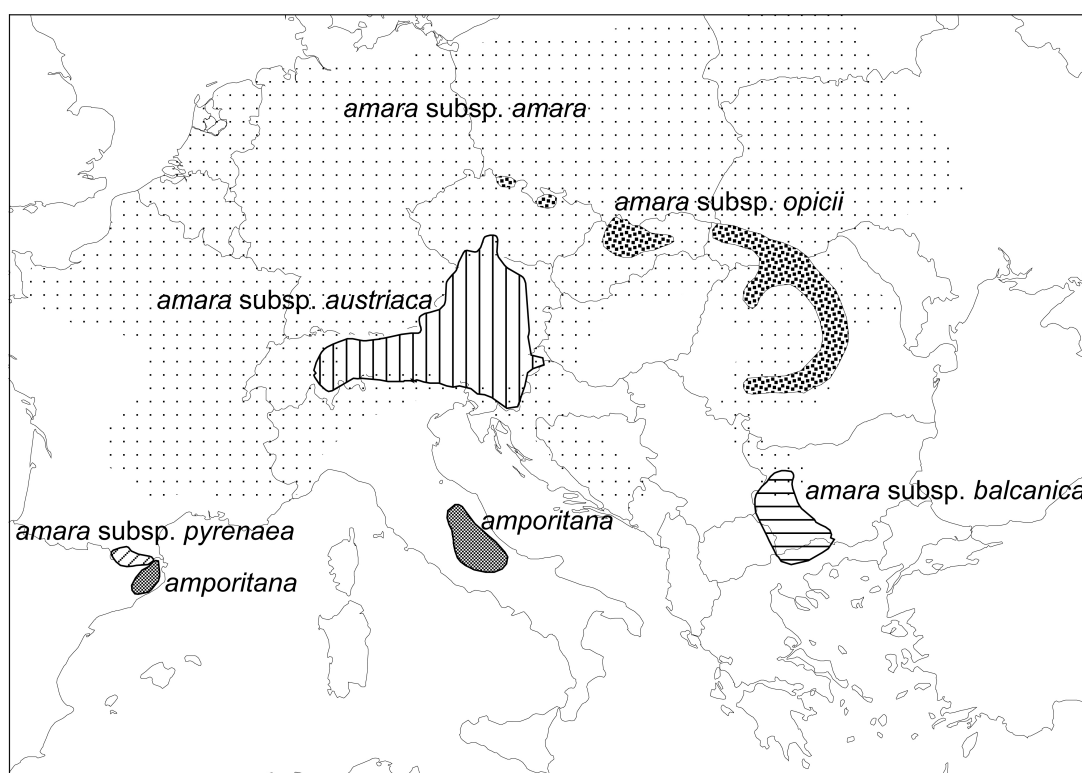 amara subsp. amara
amara subsp. opicii
amara subsp. austriaca
amara subsp. balcanica
amporitana
amara subsp. pyrenaea
amporitana